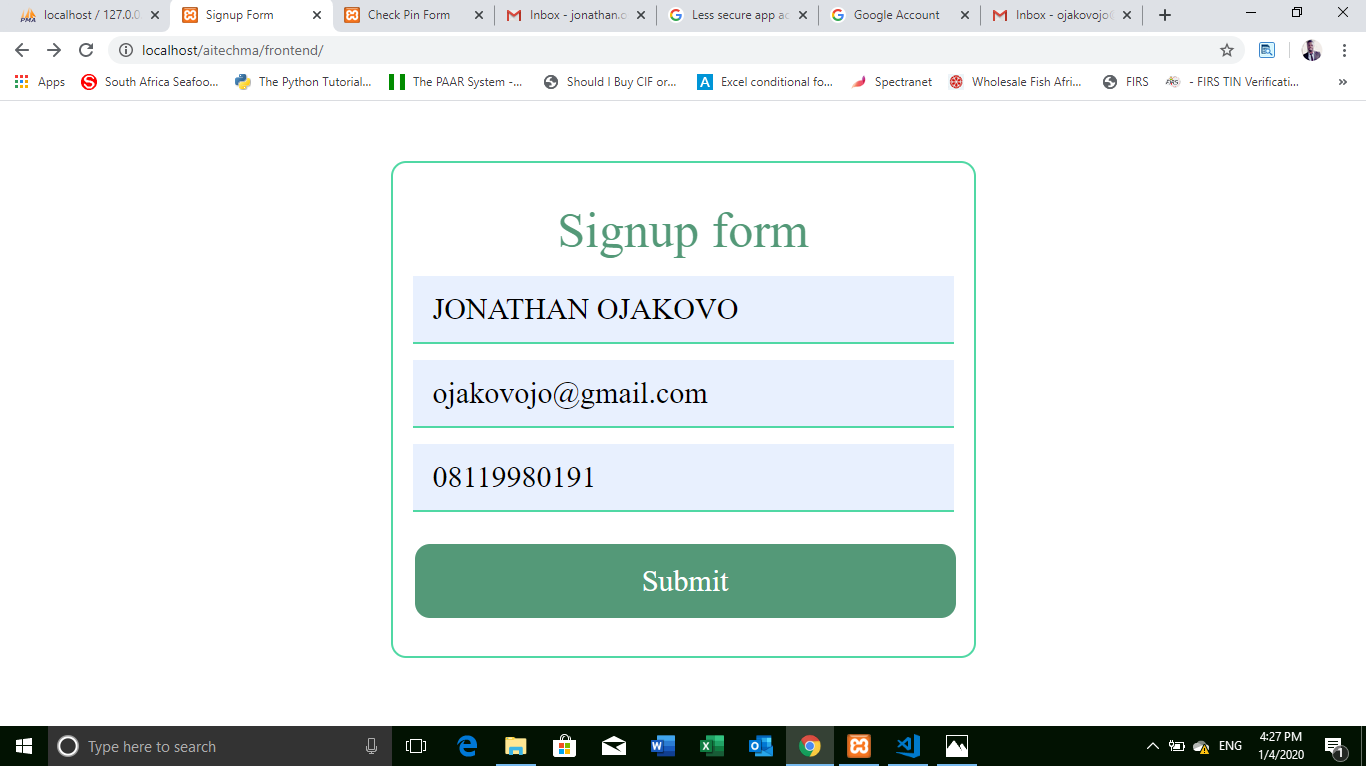 localhost / 127.0.0
Signup Form
Check Pin Form
Inbox - jonathan.o
Less secure app ac
Google Account
Inbox - ojakovojo@
localhost/aitechma/frontend/
Apps
South Africa Seafoo...
The Python Tutorial...
The PAAR System -...
Should I Buy CIF or...
Excel conditional fo...
Spectranet
Wholesale Fish Afri...
FIRS
- FIRS TIN Verificati...
Signup form
JONATHAN OJAKOVO
ojakovojo@gmail.com
08119980191
Submit
Type here to search
ENG
4:27 PM
1/4/2020
1